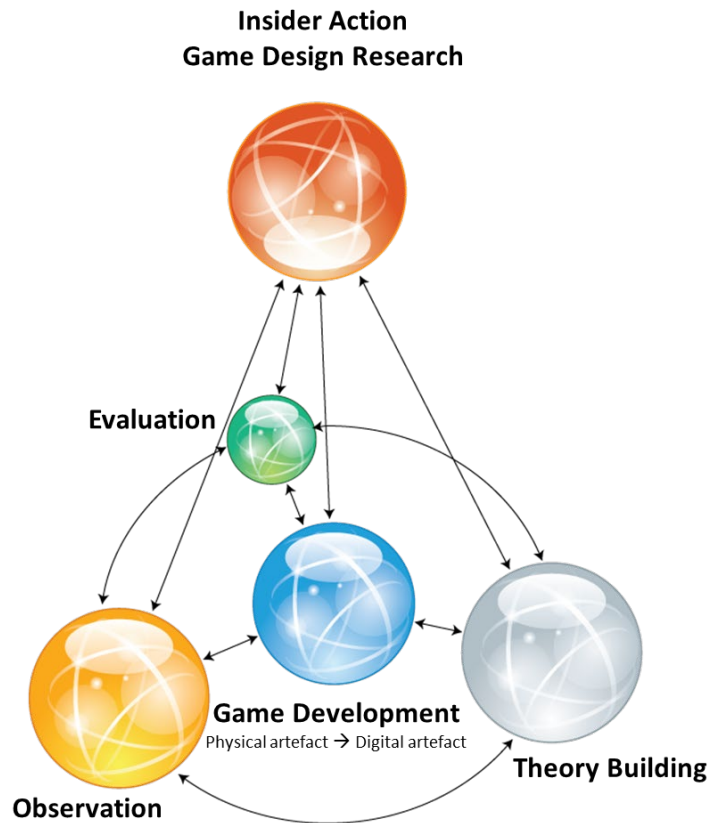 Insider Action
Game Design Research
Evaluation
Game Development
Physical artefact → Digital artefact
Theory Building
Observation